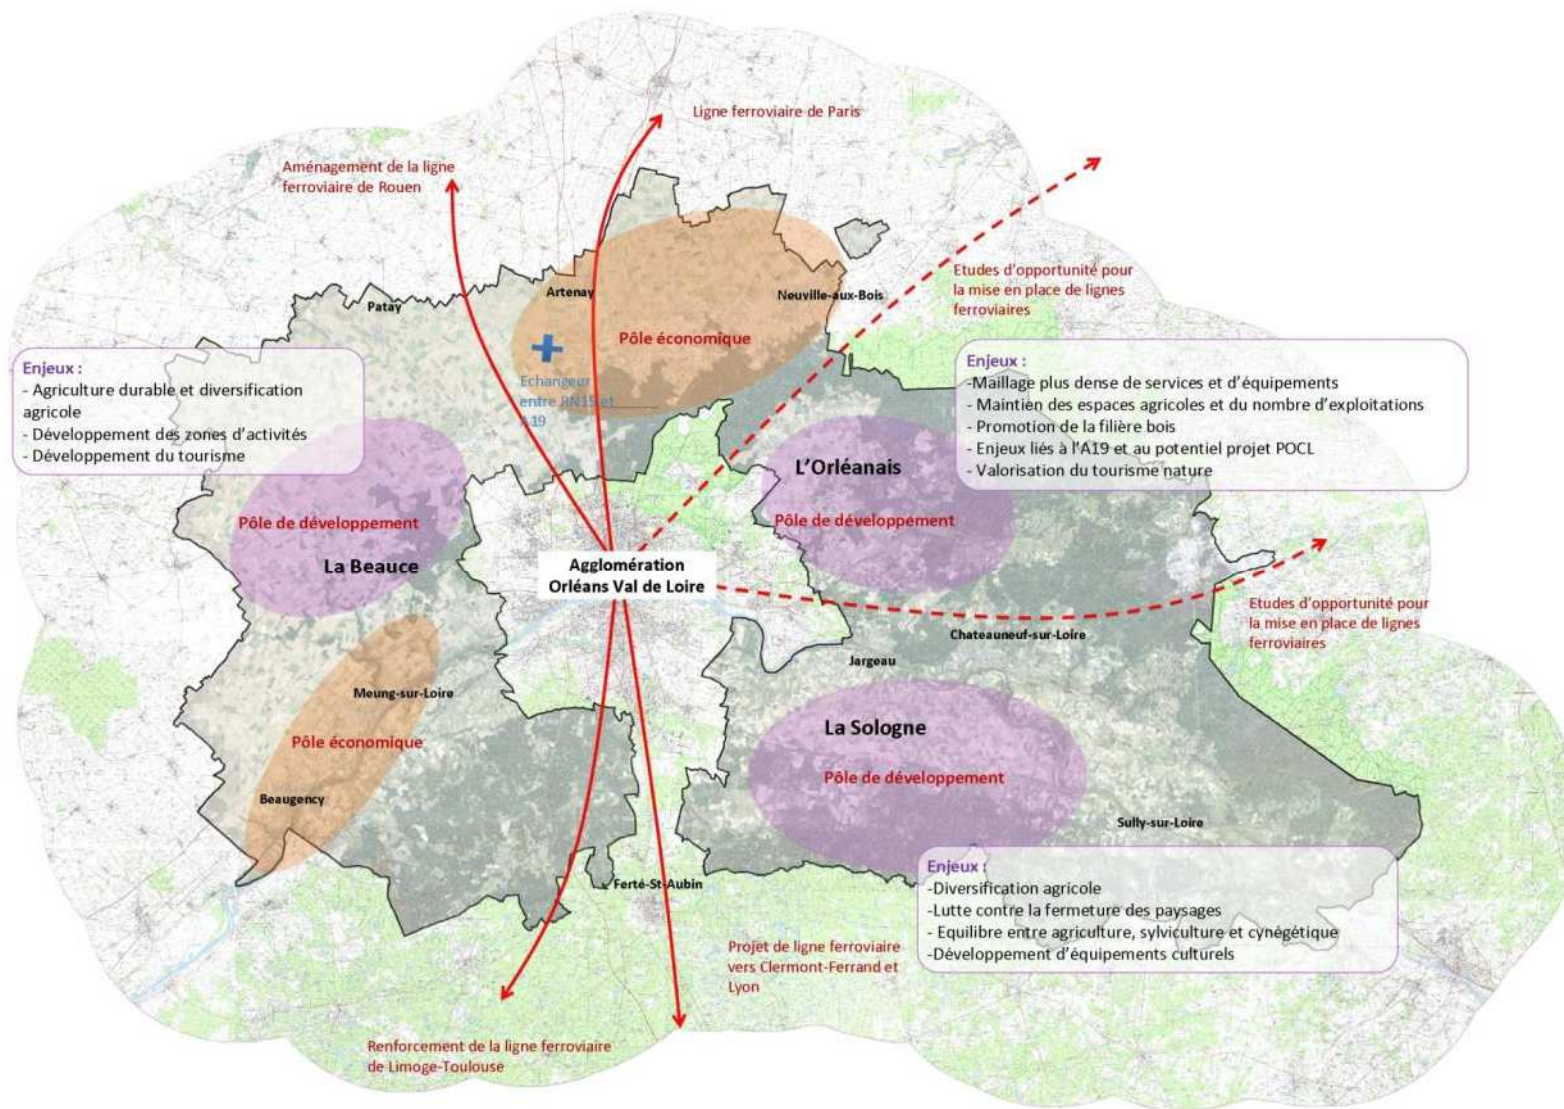 Ligne ferroviaire de Paris
Aménagement de la ligne
ferroviaire de Rouen
Etudes d'opportunité pour
la mise en place de lignes
ferroviaires
Artenay
Neuville-aux-Bois
Patay
Pôle économique
Echangeur
entre RN15 et
A19
Enjeux :
- Agriculture durable et diversification
agricole
- Développement des zones d'activités
- Développement du tourisme
Enjeux :
-Maillage plus dense de services et d'équipements
- Maintien des espaces agricoles et du nombre d'exploitations
- Promotion de la filière bois
- Enjeux liés à l'A19 et au potentiel projet POCL
- Valorisation du tourisme nature
L'Orléanais
Pôle de développement
Pôle de développement
La Beauce
Agglomération
Orléans Val de Loire
Etudes d'opportunité pour
la mise en place de lignes
ferroviaires
Chateauneuf-sur-Loire
Jargeau
Meung-sur-Loire
Pôle économique
Beaugency
La Sologne
Pôle de développement
Sully-sur-Loire
Ferté-St-Aubin
Enjeux :
-Diversification agricole
-Lutte contre la fermeture des paysages
- Equilibre entre agriculture, sylviculture et cynégétique
-Développement d'équipements culturels
Projet de ligne ferroviaire
vers Clermont-Ferrand et
Lyon
Renforcement de la ligne ferroviaire
de Limoge-Toulouse